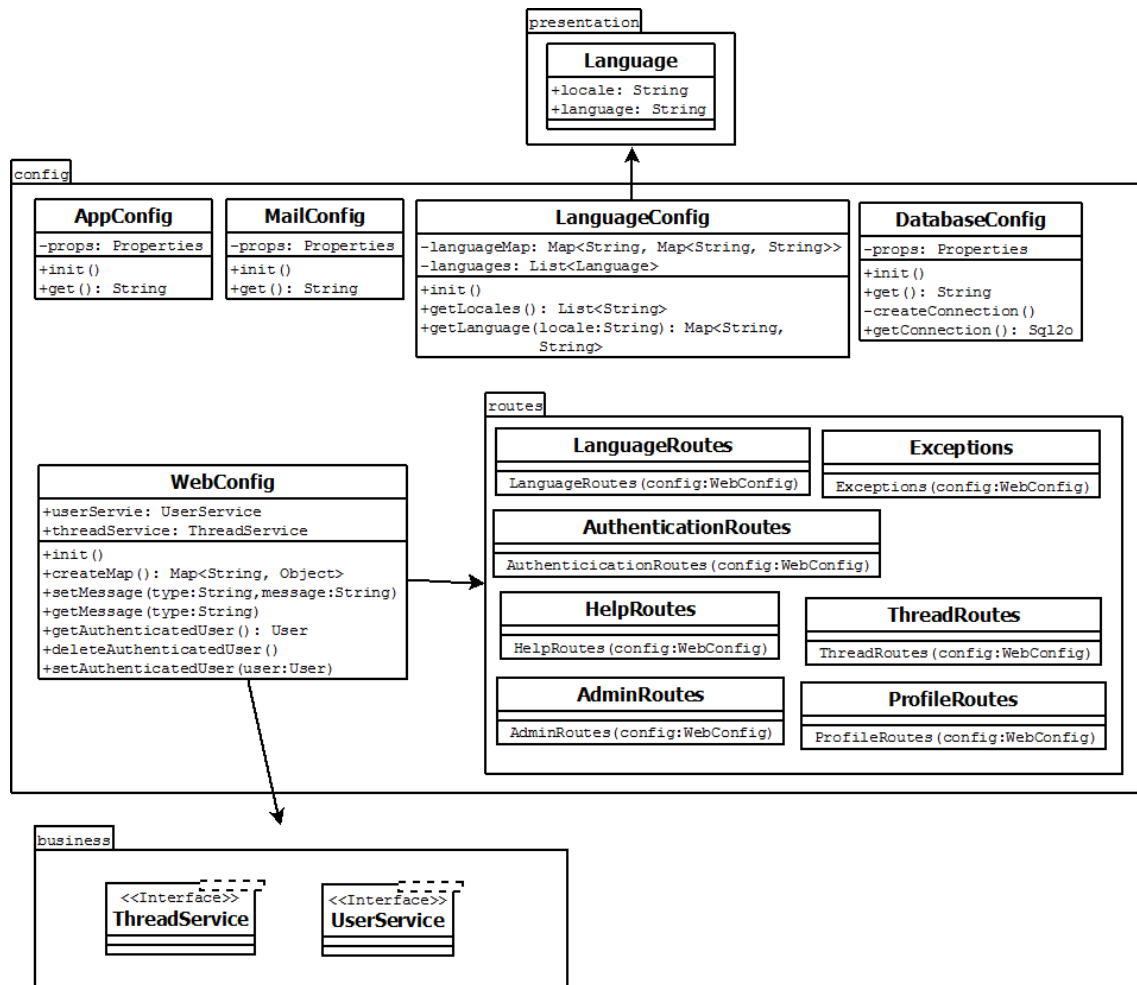 presentation
Language
+locale: String
+language: String
config
AppConfig
-props: Properties
+init()
+get(): String
MailConfig
-props: Properties
+init()
+get(): String
LanguageConfig
-languageMap: Map<String, Map<String, String>>
-languages: List<Language>
+init()
+getLocales(): List<String>
+getLanguage(locale:String): Map<String,
String>
DatabaseConfig
-props: Properties
+init()
+get(): String
-createConnection()
+getConnection(): Sql2o
WebConfig
+userServie: UserService
+threadService: ThreadService
+init()
+createMap(): Map<String, Object>
+setMessage(type:String,message:String)
+getMessage(type:String)
+getAuthenticatedUser(): User
+deleteAuthenticatedUser()
+setAuthenticatedUser(user:User)
routes
LanguageRoutes
LanguageRoutes(config:WebConfig)
Exceptions
Exceptions(config:WebConfig)
AuthenticationRoutes
AuthenticicationRoutes(config:WebConfig)
HelpRoutes
HelpRoutes(config:WebConfig)
ThreadRoutes
ThreadRoutes(config:WebConfig)
AdminRoutes
AdminRoutes(config:WebConfig)
ProfileRoutes
ProfileRoutes(config:WebConfig)
business
<<Interface>>
ThreadService
<<Interface>>
UserService